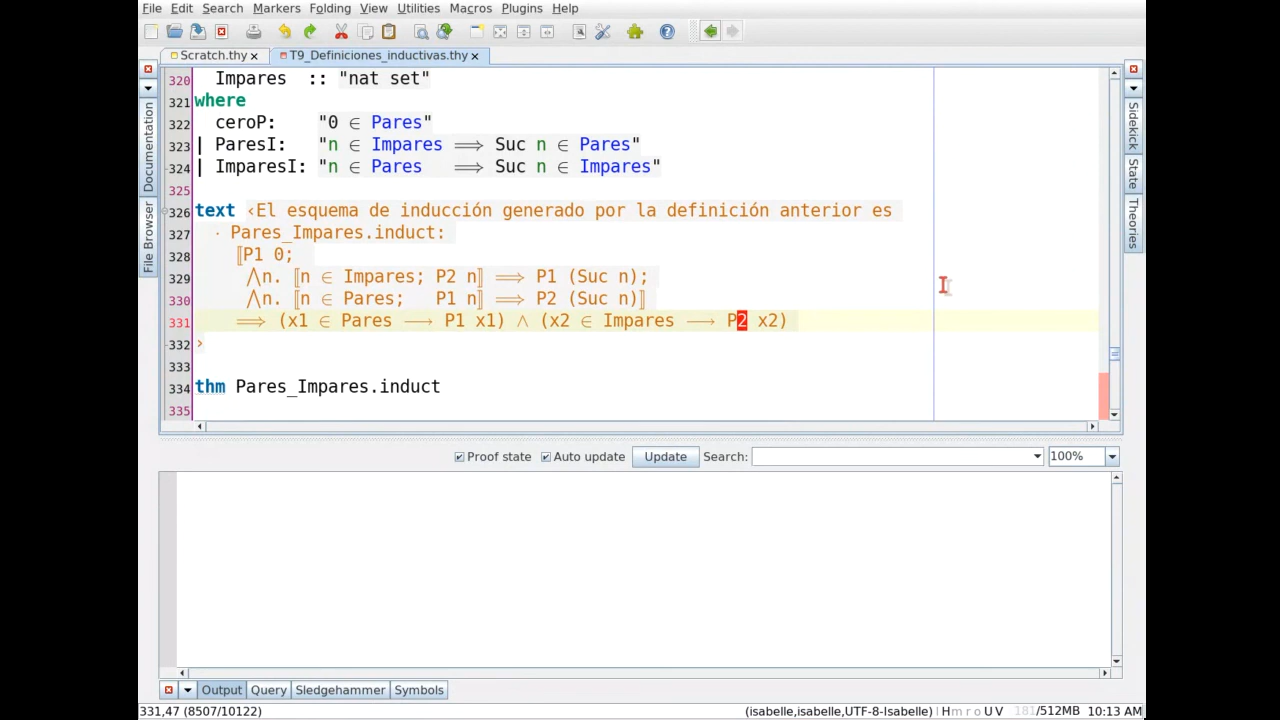 File Edit Search Markers Folding View Utilities Macros Plugins Help
Scratch.thy T9_Definiciones_inductivas.thy
320 Impares :: "nat set"
321 where
322 ceroP: "0 ∈ Pares"
323 | ParesI: "n ∈ Impares ⟹ Suc n ∈ Pares"
324 | ImparesI: "n ∈ Pares ⟹ Suc n ∈ Impares"
325
326 text ‹El esquema de inducción generado por la definición anterior es
327 · Pares_Impares.induct:
328 ⟦P1 0;
329 ⋀n. ⟦n ∈ Impares; P2 n⟧ ⟹ P1 (Suc n);
330 ⋀n. ⟦n ∈ Pares; P1 n⟧ ⟹ P2 (Suc n)⟧
331 ⟹ (x1 ∈ Pares ⟶ P1 x1) ∧ (x2 ∈ Impares ⟶ P2 x2)
332 ›
333
334 thm Pares_Impares.induct
335
Documentation
File Browser
Sidekick
State
Theories
Proof state Auto update Update Search: 100%
Output Query Sledgehammer Symbols
331,47 (8507/10122) (isabelle,isabelle,UTF-8-Isabelle) | H m r o U V 181/512MB 10:13 AM